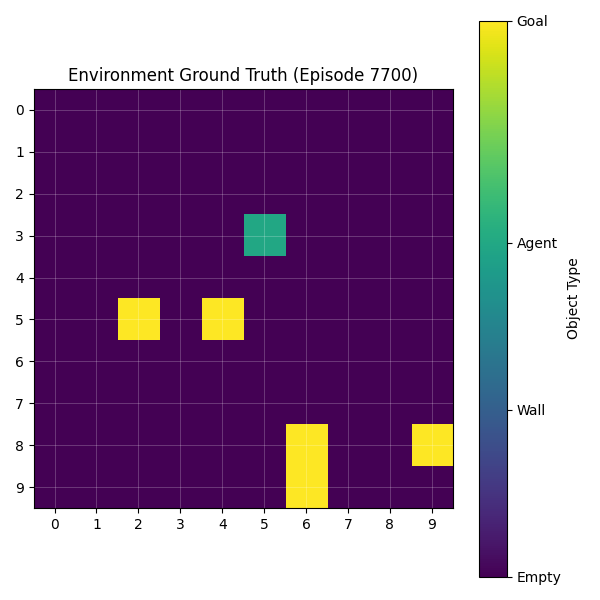 Environment Ground Truth (Episode 7700)
Goal
0
1
2
Agent
3
4
Object Type
5
6
Wall
7
8
9
0 1 2 3 4 5 6 7 8 9
Empty